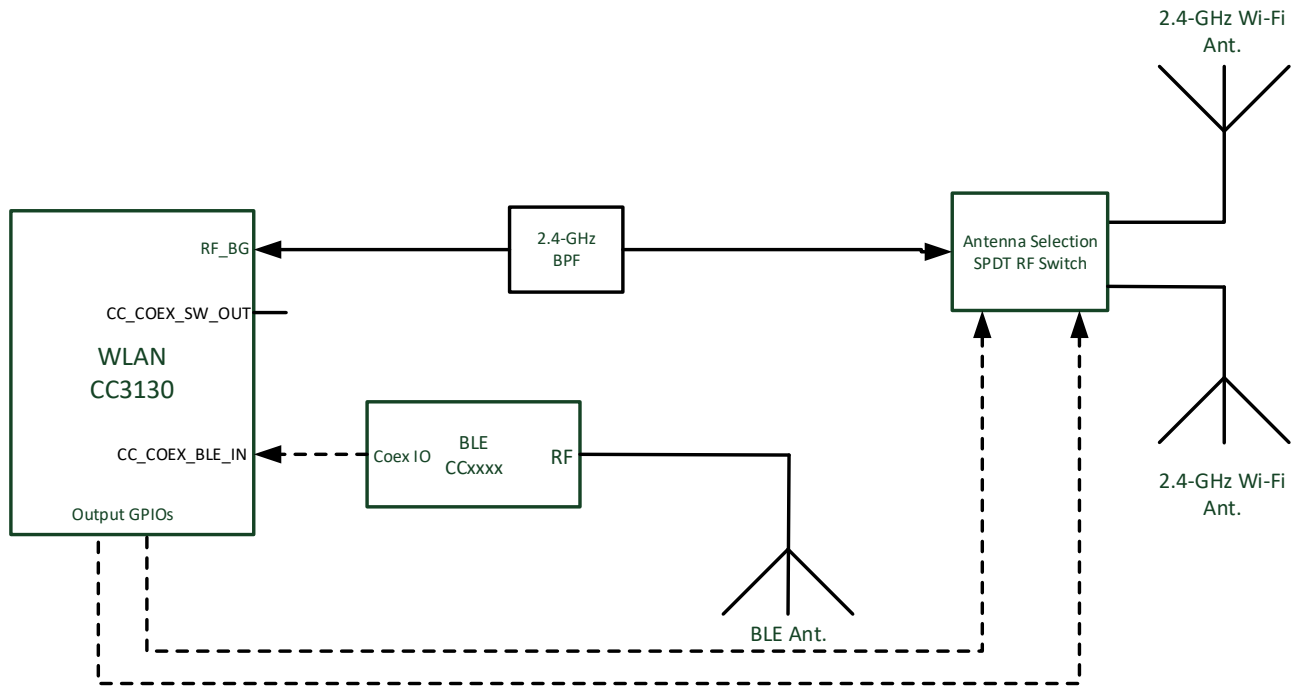 2.4-GHz Wi-Fi
Ant.
RF_BG
2.4-GHz
BPF
Antenna Selection
SPDT RF Switch
CC_COEX_SW_OUT
WLAN
CC3130
CC_COEX_BLE_IN
Coex IO
BLE
CCxxxx
RF
Output GPIOs
2.4-GHz Wi-Fi
Ant.
BLE Ant.